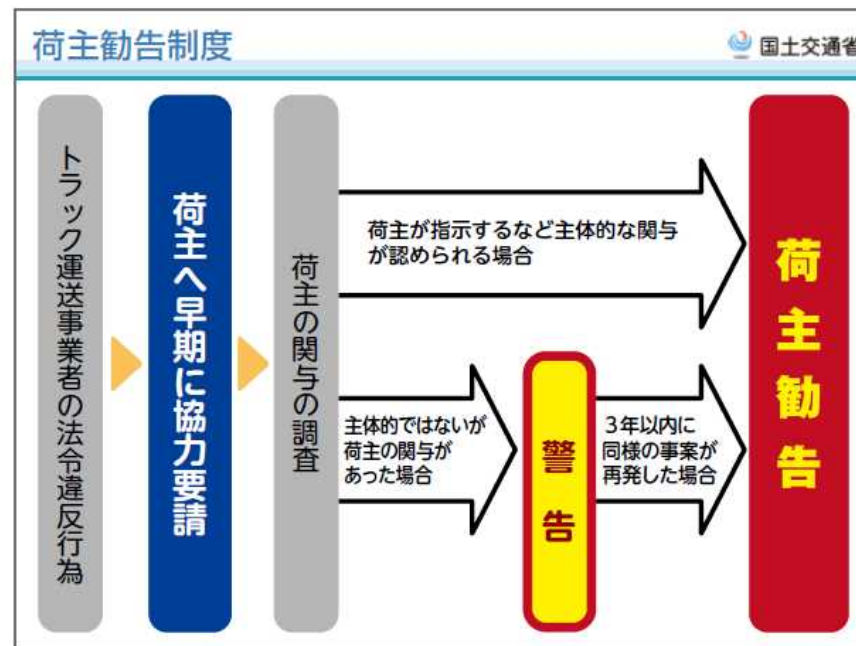 荷主勧告制度
国土交通省
トラック運送事業者の法令違反行為
荷主へ早期に協力要請
荷主の関与の調査
荷主が指示するなど主体的な関与
が認められる場合
主体的ではないが
荷主の関与が
あった場合
警告
3年以内に
同様の事案が
再発した場合
荷主勧告